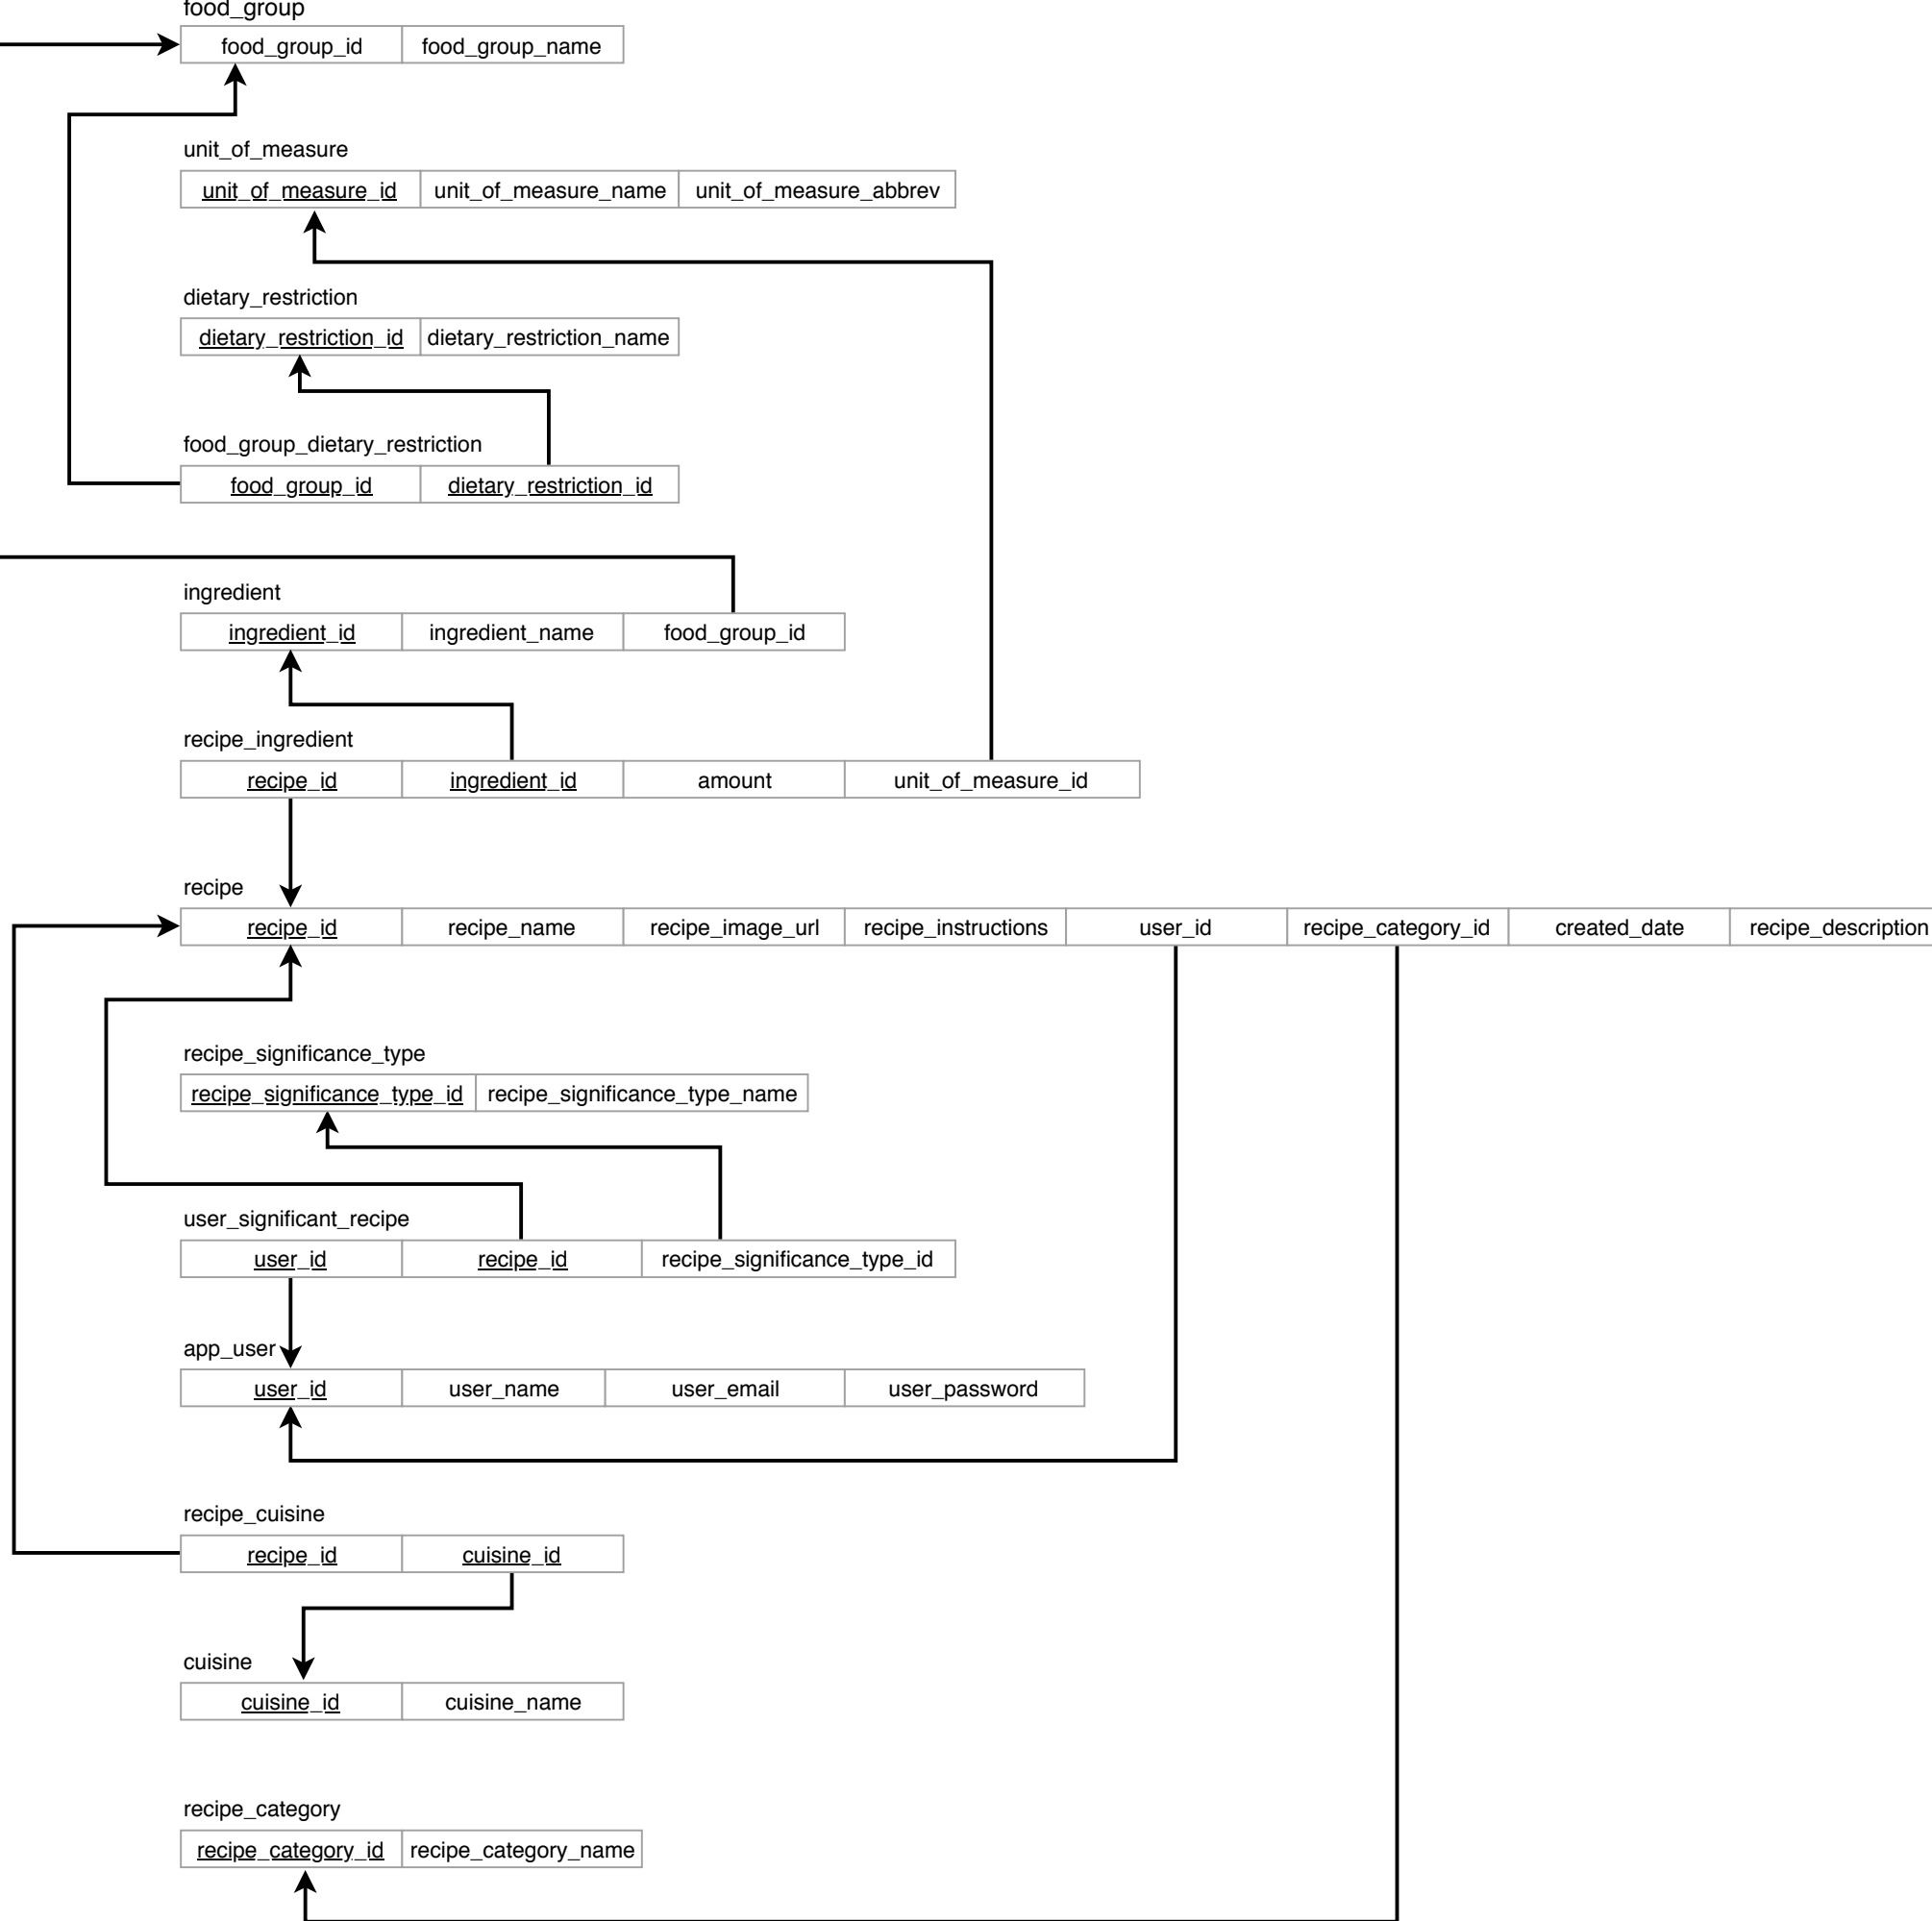 food_group
food_group_id food_group_name
unit_of_measure
unit_of_measure_id unit_of_measure_name unit_of_measure_abbrev
dietary_restriction
dietary_restriction_id dietary_restriction_name
food_group_dietary_restriction
food_group_id dietary_restriction_id
ingredient
ingredient_id ingredient_name food_group_id
recipe_ingredient
recipe_id ingredient_id amount unit_of_measure_id
recipe
recipe_id recipe_name recipe_image_url recipe_instructions user_id recipe_category_id created_date recipe_description
recipe_significance_type
recipe_significance_type_id recipe_significance_type_name
user_significant_recipe
user_id recipe_id recipe_significance_type_id
app_user
user_id user_name user_email user_password
recipe_cuisine
recipe_id cuisine_id
cuisine
cuisine_id cuisine_name
recipe_category
recipe_category_id recipe_category_name